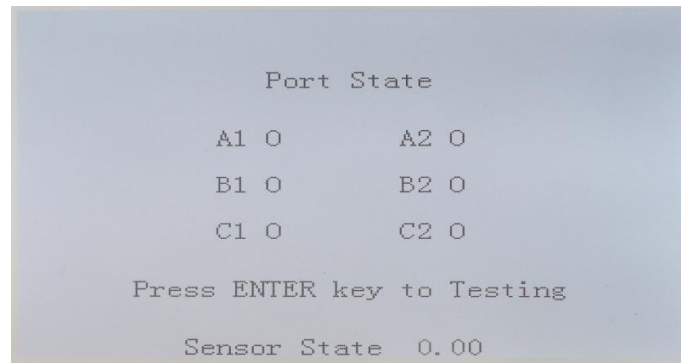 Port State
A1 O A2 O
B1 O B2 O
C1 O C2 O
Press ENTER key to Testing
Sensor State 0.00